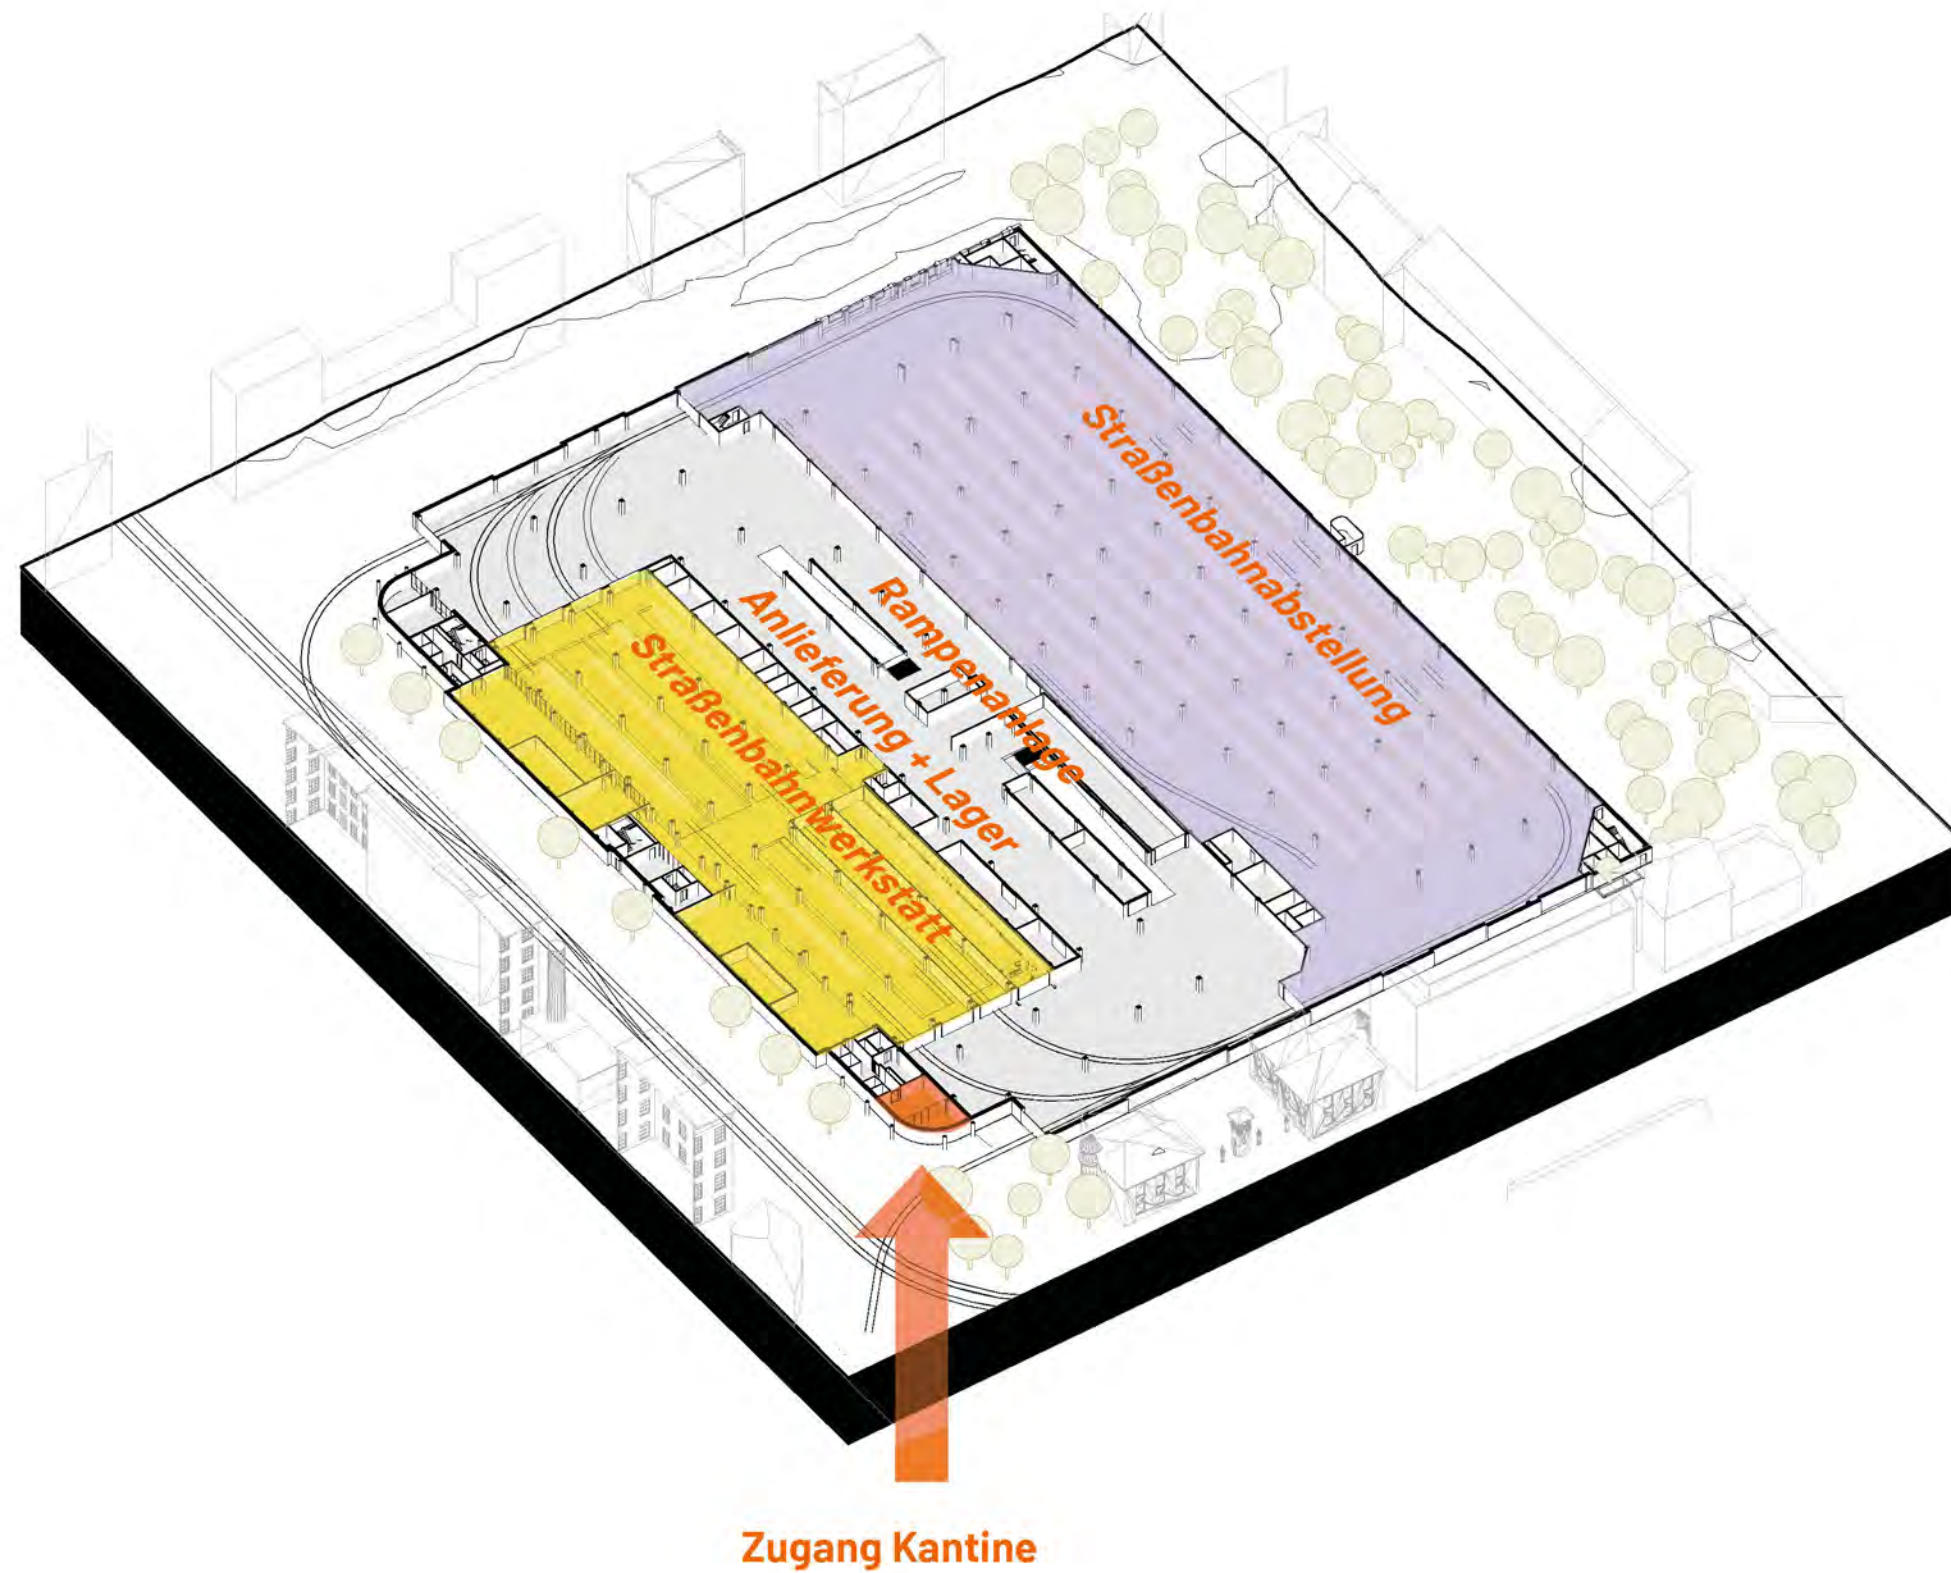 Straßenbahnabstellung
Rampenanlage
Anlieferung + Lager
Straßenbahnwerkstatt
Zugang Kantine